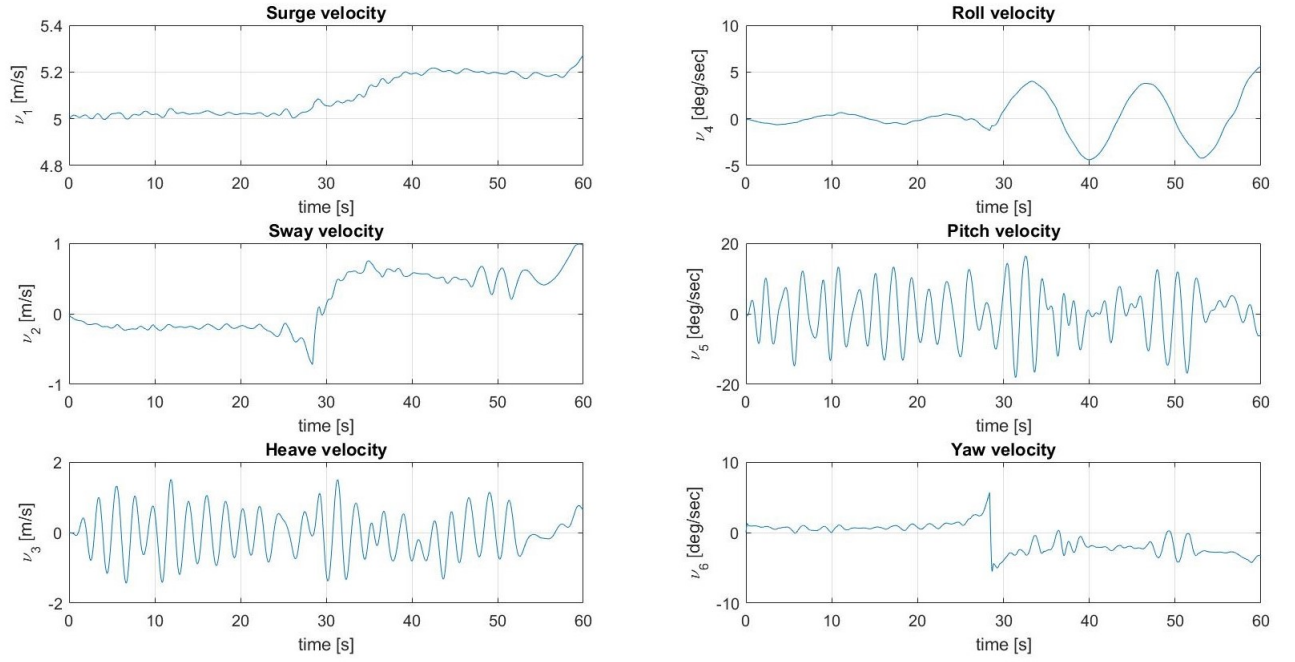 Surge velocity
5.4
5.2
5
4.8
ν1 [m/s]
0 10 20 30 40 50 60
time [s]
Roll velocity
10
5
0
-5
ν4 [deg/sec]
0 10 20 30 40 50 60
time [s]
Sway velocity
1
0
-1
ν2 [m/s]
0 10 20 30 40 50 60
time [s]
Pitch velocity
20
0
-20
ν5 [deg/sec]
0 10 20 30 40 50 60
time [s]
Heave velocity
2
0
-2
ν3 [m/s]
0 10 20 30 40 50 60
time [s]
Yaw velocity
10
0
-10
ν6 [deg/sec]
0 10 20 30 40 50 60
time [s]